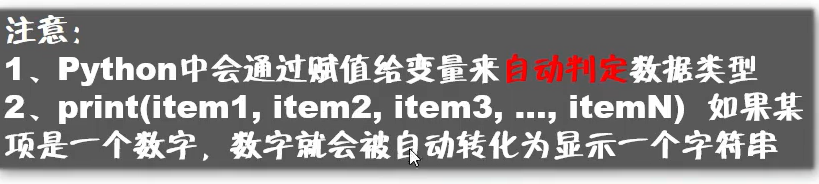 注意：
1、Python中会通过赋值给变量来自动判定数据类型
2、print(item1, item2, item3, ..., itemN) 如果某
项是一个数字，数字就会被自动转化为显示一个字符串